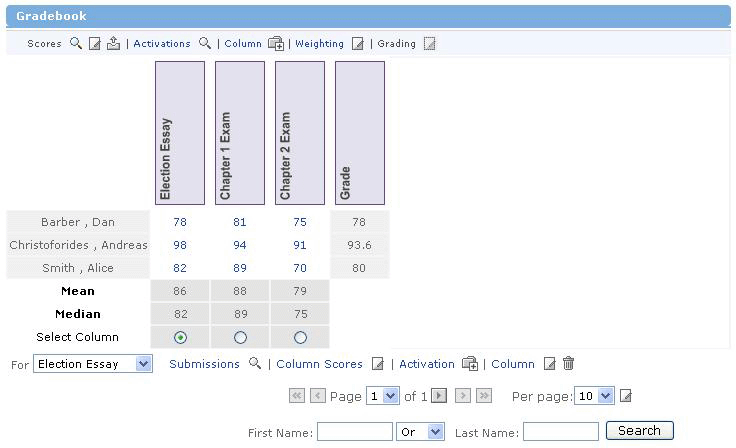 Gradebook
Scores | Activations | Column | Weighting | Grading
Election Essay Chapter 1 Exam Chapter 2 Exam Grade
Barber , Dan 78 81 75 78
Christoforides , Andreas 98 94 91 93.6
Smith , Alice 82 89 70 80
Mean 86 88 79
Median 82 89 75
Select Column
For Election Essay Submissions | Column Scores | Activation | Column
Page 1 of 1 Per page: 10
First Name: Or Last Name: Search